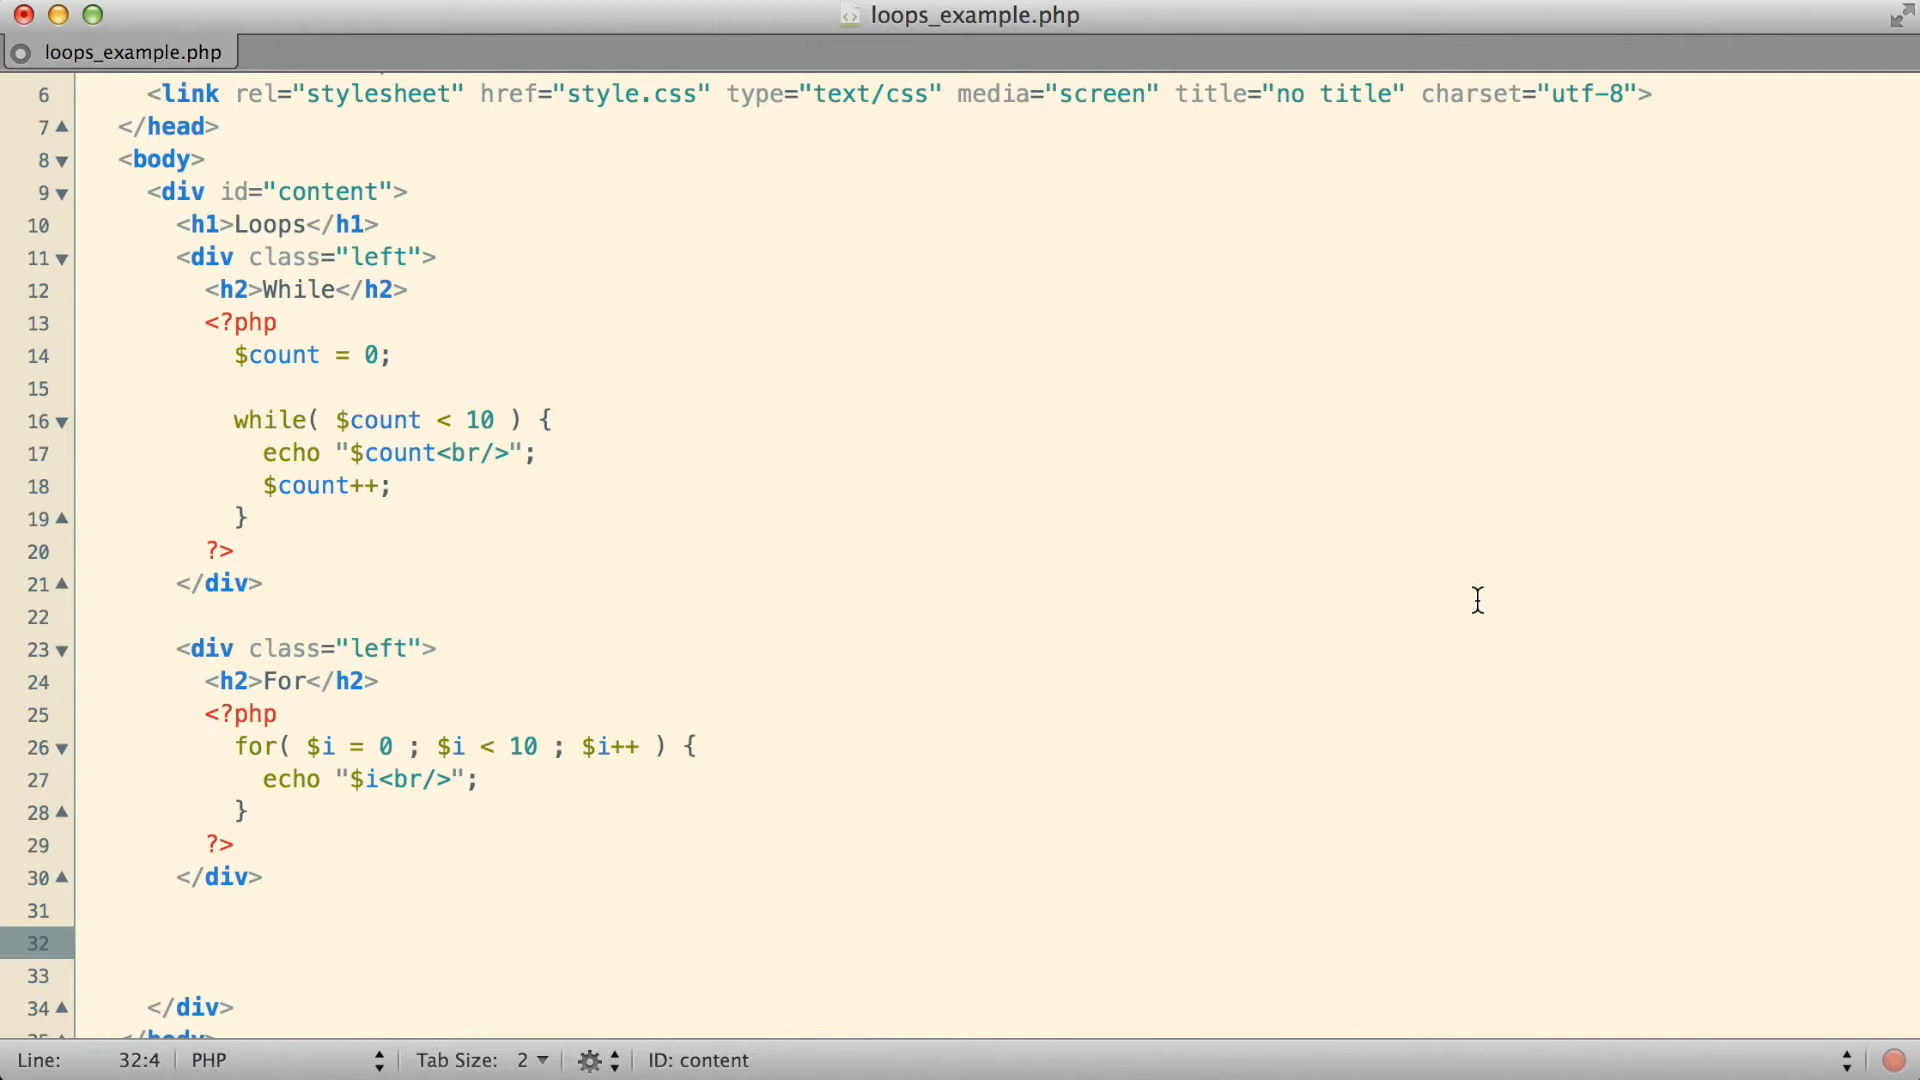 loops_example.php
loops_example.php
6 <link rel="stylesheet" href="style.css" type="text/css" media="screen" title="no title" charset="utf-8">
7 </head>
8 <body>
9 <div id="content">
10 <h1>Loops</h1>
11 <div class="left">
12 <h2>While</h2>
13 <?php
14 $count = 0;
15
16 while( $count < 10 ) {
17 echo "$count<br/>";
18 $count++;
19 }
20 ?>
21 </div>
22
23 <div class="left">
24 <h2>For</h2>
25 <?php
26 for( $i = 0 ; $i < 10 ; $i++ ) {
27 echo "$i<br/>";
28 }
29 ?>
30 </div>
31
32
33
34 </div>
35 </body>
Line: 32:4 PHP Tab Size: 2 ID: content